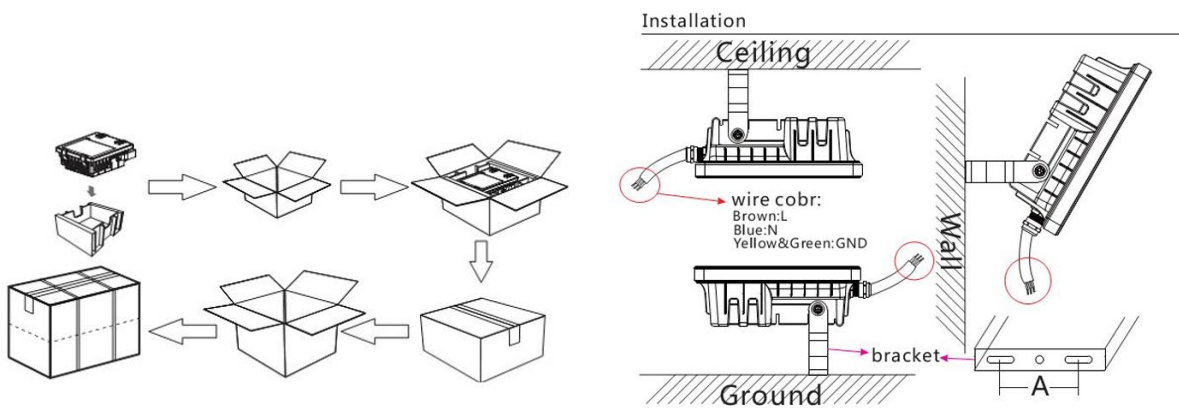 Installation
Ceiling
wire cobr:
Brown:L
Blue:N
Yellow&Green:GND
Wall
bracket
A
Ground